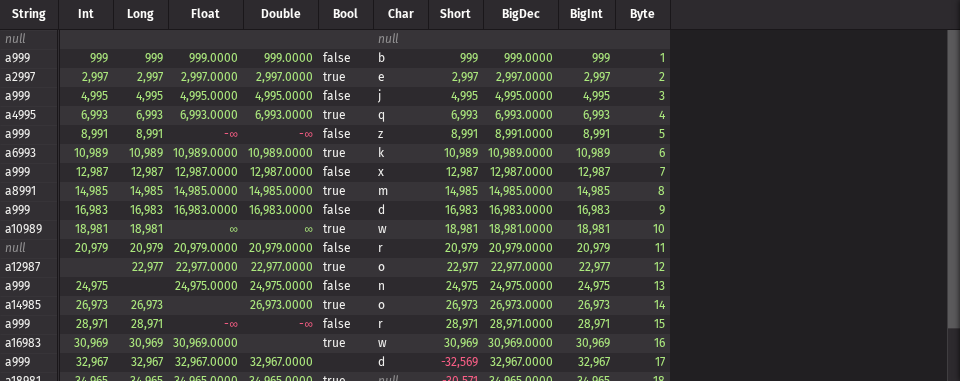 String Int Long Float Double Bool Char Short BigDec BigInt Byte
null null
a999 999 999 999.0000 999.0000 false b 999 999.0000 999 1
a2997 2,997 2,997 2,997.0000 2,997.0000 true e 2,997 2,997.0000 2,997 2
a999 4,995 4,995 4,995.0000 4,995.0000 false j 4,995 4,995.0000 4,995 3
a4995 6,993 6,993 6,993.0000 6,993.0000 true q 6,993 6,993.0000 6,993 4
a999 8,991 8,991 -∞ -∞ false z 8,991 8,991.0000 8,991 5
a6993 10,989 10,989 10,989.0000 10,989.0000 true k 10,989 10,989.0000 10,989 6
a999 12,987 12,987 12,987.0000 12,987.0000 false x 12,987 12,987.0000 12,987 7
a8991 14,985 14,985 14,985.0000 14,985.0000 true m 14,985 14,985.0000 14,985 8
a999 16,983 16,983 16,983.0000 16,983.0000 false d 16,983 16,983.0000 16,983 9
a10989 18,981 18,981 ∞ ∞ true w 18,981 18,981.0000 18,981 10
null 20,979 20,979 20,979.0000 20,979.0000 false r 20,979 20,979.0000 20,979 11
a12987 22,977 22,977.0000 22,977.0000 true o 22,977 22,977.0000 22,977 12
a999 24,975 24,975.0000 24,975.0000 false n 24,975 24,975.0000 24,975 13
a14985 26,973 26,973 26,973.0000 true o 26,973 26,973.0000 26,973 14
a999 28,971 28,971 -∞ -∞ false r 28,971 28,971.0000 28,971 15
a16983 30,969 30,969 30,969.0000 true w 30,969 30,969.0000 30,969 16
a999 32,967 32,967 32,967.0000 32,967.0000 d -32,569 32,967.0000 32,967 17
a18981 34,965 34,965 34,965.0000 34,965.0000 true null -30,571 34,965.0000 34,965 18